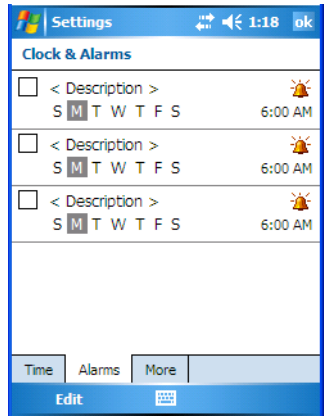 Settings 1:18 ok
Clock & Alarms
< Description >
S M T W T F S 6:00 AM
< Description >
S M T W T F S 6:00 AM
< Description >
S M T W T F S 6:00 AM
Time Alarms More
Edit